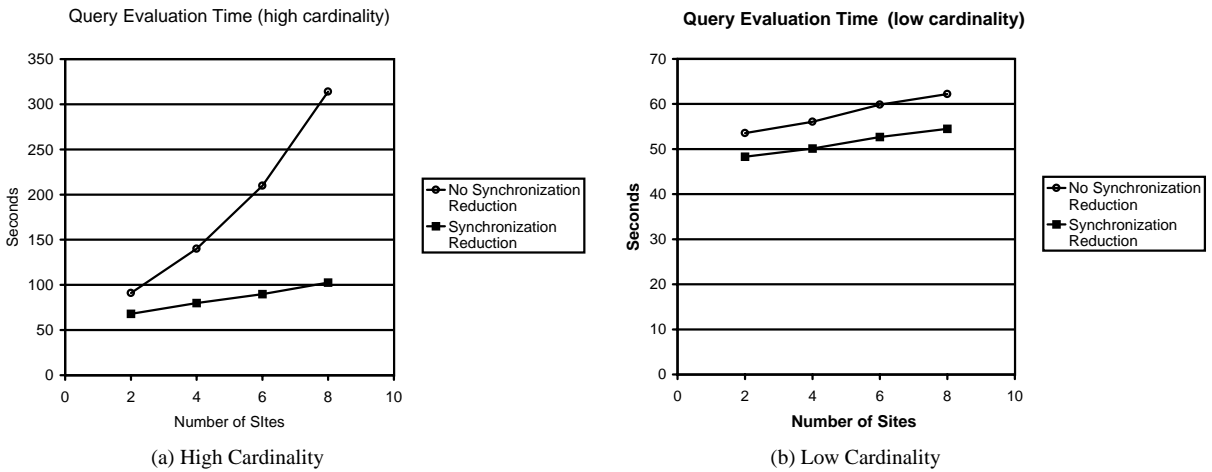 Query Evaluation Time (high cardinality)
350
300
250
200
150
100
50
0
Seconds
0 2 4 6 8 10
Number of SItes
No Synchronization
Reduction
Synchronization
Reduction
(a) High Cardinality
Query Evaluation Time (low cardinality)
70
60
50
40
30
20
10
0
Seconds
0 2 4 6 8 10
Number of Sites
No Synchronization
Reduction
Synchronization
Reduction
(b) Low Cardinality